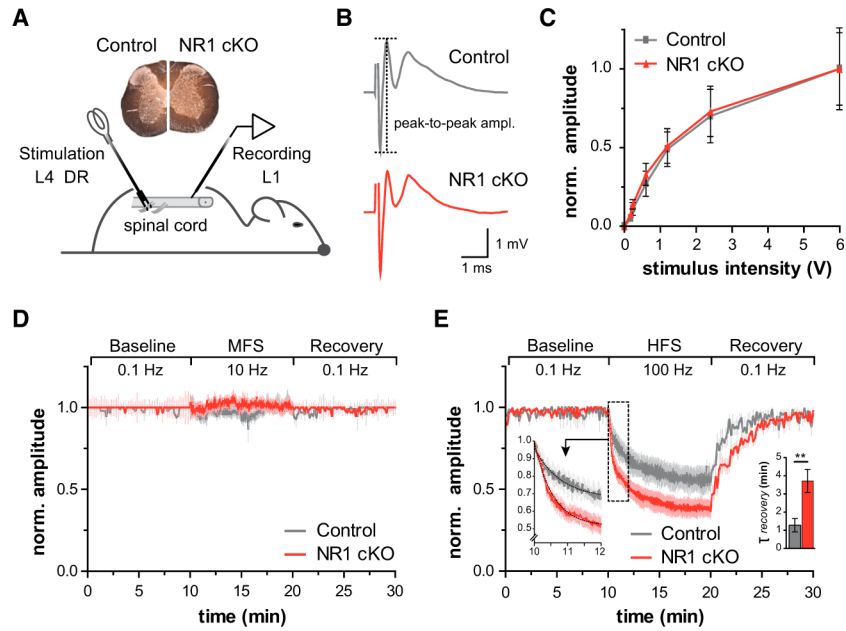 A
Control NR1 cKO
Stimulation
L4 DR
Recording
L1
spinal cord
B
Control
peak-to-peak ampl.
NR1 cKO
1 mV
1 ms
C
Control
NR1 cKO
norm. amplitude
1.0
0.5
0.0
0 1 2 3 4 5 6
stimulus intensity (V)
D
Baseline MFS Recovery
0.1 Hz 10 Hz 0.1 Hz
norm. amplitude
1.0
0.5
0.0
Control
NR1 cKO
0 5 10 15 20 25 30
time (min)
E
Baseline HFS Recovery
0.1 Hz 100 Hz 0.1 Hz
norm. amplitude
1.0
0.5
0.0
1.0
0.9
0.8
0.7
0.6
0.5
10 11 12
Control
NR1 cKO
τ recovery (min)
5
4
3
2
1
0
**
0 5 10 15 20 25 30
time (min)